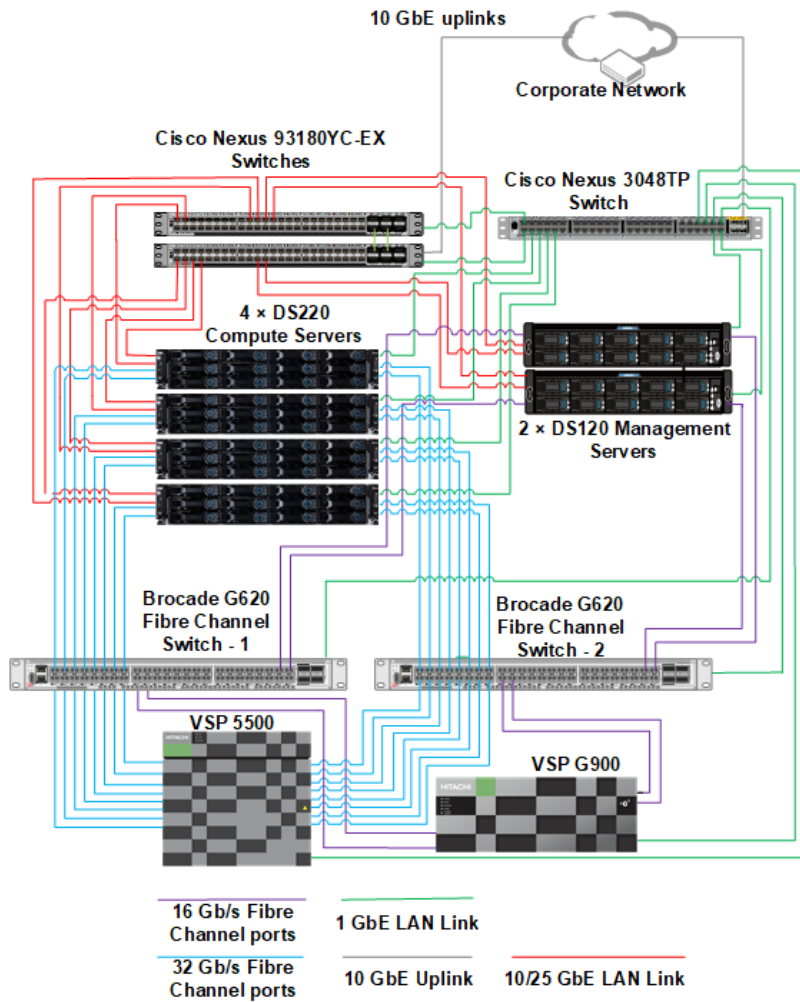 10 GbE uplinks
Corporate Network
Cisco Nexus 93180YC-EX
Switches
Cisco Nexus 3048TP
Switch
4 × DS220
Compute Servers
2 × DS120 Management
Servers
Brocade G620
Fibre Channel
Switch - 1
Brocade G620
Fibre Channel
Switch - 2
VSP 5500
HITACHI
VSP G900
HITACHI
16 Gb/s Fibre
Channel ports
1 GbE LAN Link
32 Gb/s Fibre
Channel ports
10 GbE Uplink
10/25 GbE LAN Link